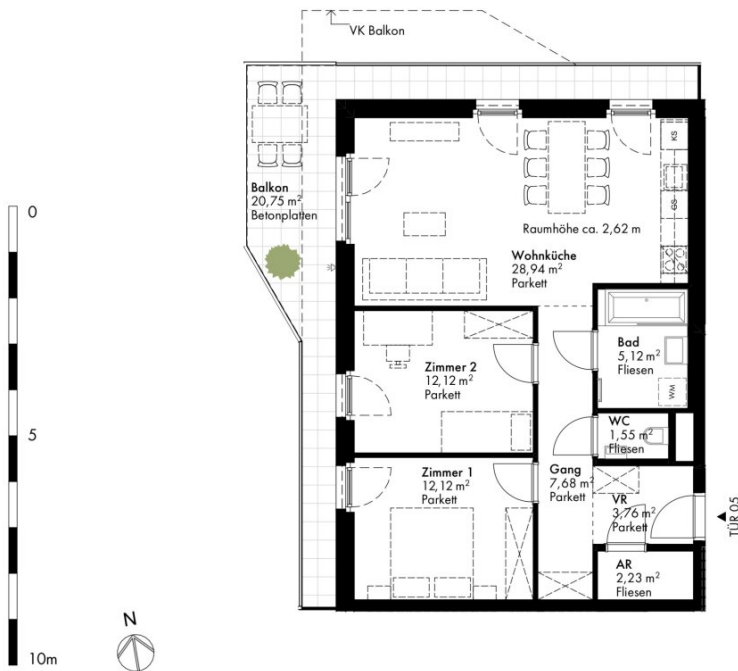 VK Balkon
Balkon
20,75 m²
Betonplatten
KS
GS
Raumhöhe ca. 2,62 m
Wohnküche
28,94 m²
Parkett
Bad
5,12 m²
Fliesen
WM
Zimmer 2
12,12 m²
Parkett
WC
1,55 m²
Fliesen
Zimmer 1
12,12 m²
Parkett
Gang
7,68 m²
Parkett
VR
3,76 m²
Parkett
TÜR 05
AR
2,23 m²
Fliesen
0
5
10m
N